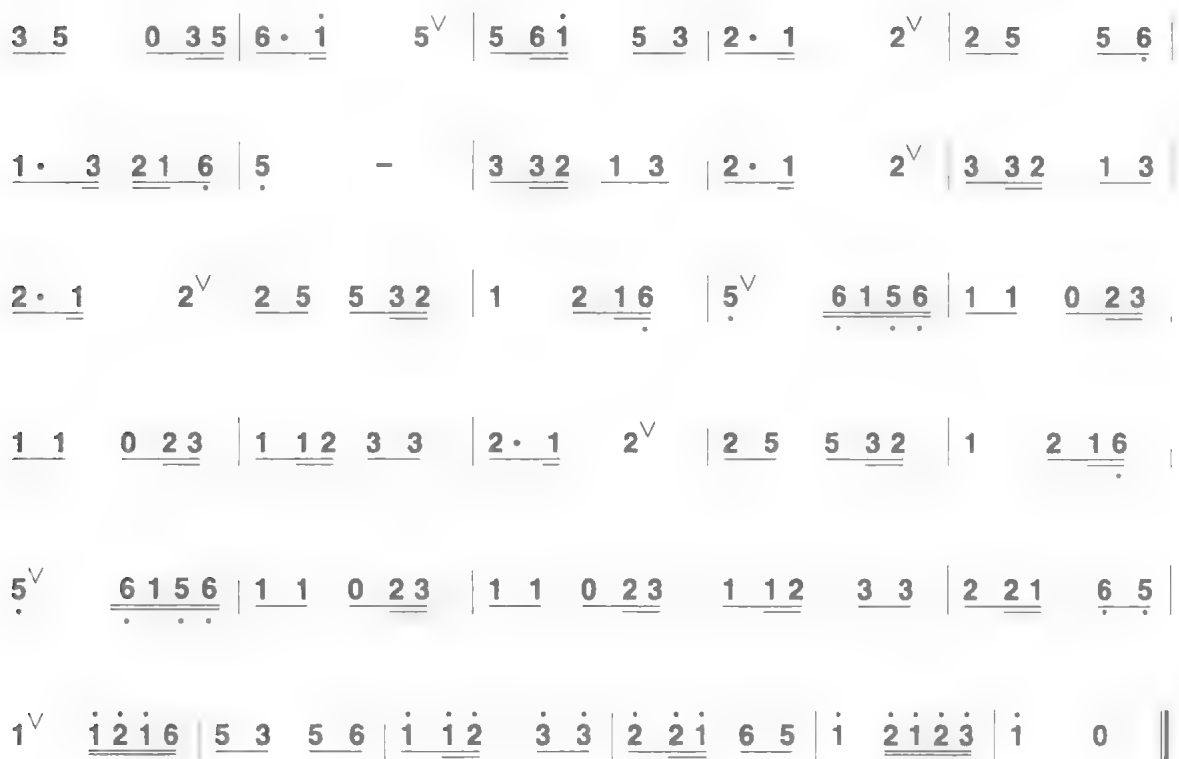 3 5 0 3 5 | 6 · i̇ 5 ∨ | 5 6 i̇ 5 3 | 2 · 1 2 ∨ | 2 5 5 6̣ |
1 · 3 2 1 6̣ | 5̣ – | 3 3 2 1 3 | 2 · 1 2 ∨ | 3 3 2 1 3
2 · 1 2 ∨ 2 5 5 3 2 | 1 2 1 6̣ | 5̣ ∨ 6̣ 1 5̣ 6̣ | 1 1 0 2 3 |
1 1 0 2 3 | 1 1 2 3 3 | 2 · 1 2 ∨ | 2 5 5 3 2 | 1 2 1 6̣ |
5̣ ∨ 6̣ 1 5̣ 6̣ | 1 1 0 2 3 | 1 1 0 2 3 1 1 2 3 3 | 2 2 1 6̣ 5̣ |
1 ∨ 1̇ 2̇ 1̇ 6 | 5 3 5 6 | 1̇ 1̇ 2̇ 3̇ 3̇ | 2̇ 2̇ 1̇ 6 5 | 1̇ 2̇ 1̇ 2̇ 3̇ | 1̇ 0 ‖